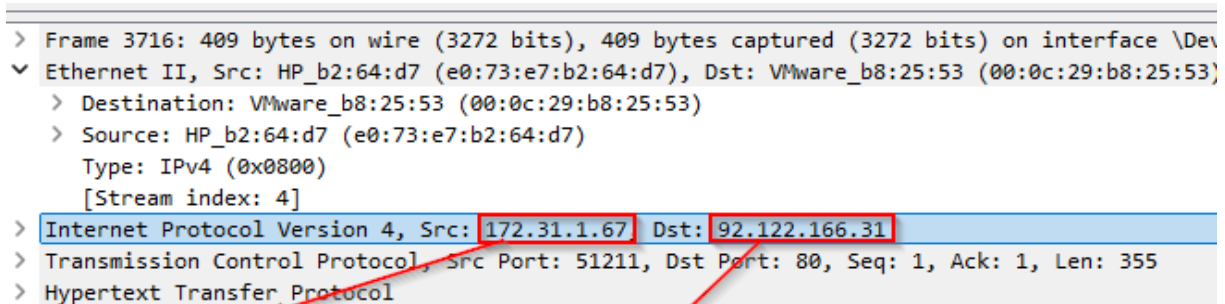 > Frame 3716: 409 bytes on wire (3272 bits), 409 bytes captured (3272 bits) on interface \Dev
Ethernet II, Src: HP_b2:64:d7 (e0:73:e7:b2:64:d7), Dst: VMware_b8:25:53 (00:0c:29:b8:25:53)
> Destination: VMware_b8:25:53 (00:0c:29:b8:25:53)
> Source: HP_b2:64:d7 (e0:73:e7:b2:64:d7)
Type: IPv4 (0x0800)
[Stream index: 4]
> Internet Protocol Version 4, Src: 172.31.1.67, Dst: 92.122.166.31
> Transmission Control Protocol, Src Port: 51211, Dst Port: 80, Seq: 1, Ack: 1, Len: 355
> Hypertext Transfer Protocol